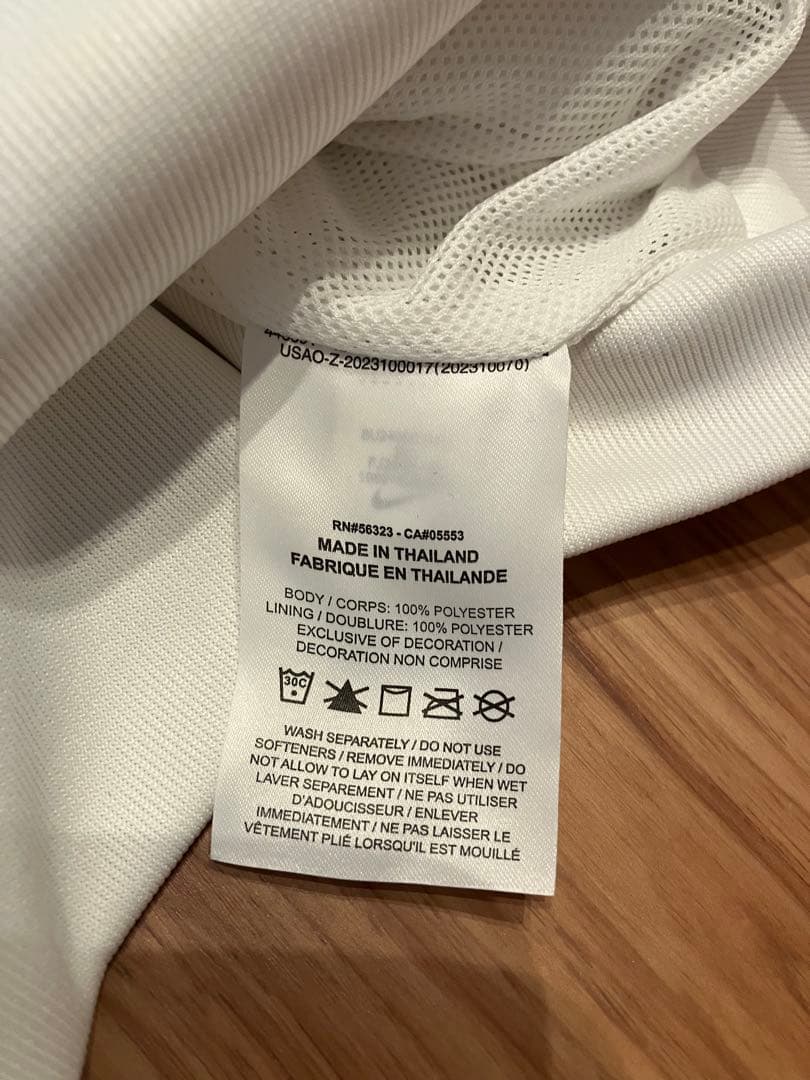 USAO-Z-2023100017(202310070)
RN#56323 - CA#05553
MADE IN THAILAND
FABRIQUE EN THAILANDE
BODY / CORPS: 100% POLYESTER
LINING / DOUBLURE: 100% POLYESTER
EXCLUSIVE OF DECORATION /
DECORATION NON COMPRISE
30C
WASH SEPARATELY / DO NOT USE
SOFTENERS / REMOVE IMMEDIATELY / DO
NOT ALLOW TO LAY ON ITSELF WHEN WET
LAVER SEPAREMENT / NE PAS UTILISER
D'ADOUCISSEUR / ENLEVER
IMMEDIATEMENT / NE PAS LAISSER LE
VÊTEMENT PLIÉ LORSQU'IL EST MOUILLÉ